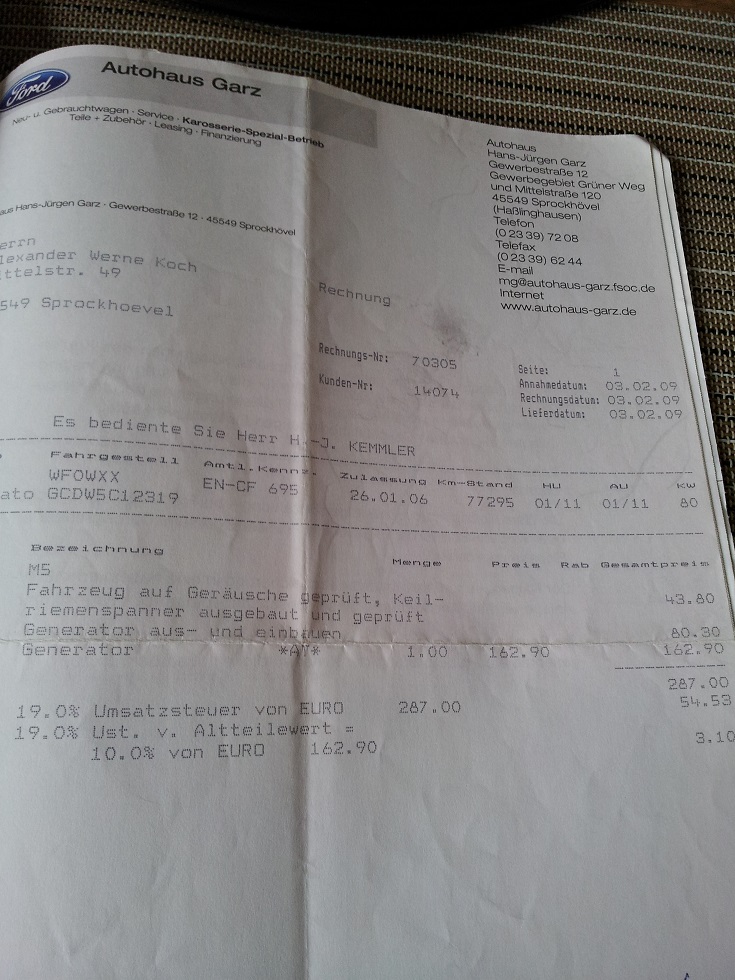 Ford
Autohaus Garz
Neu- u. Gebrauchtwagen · Service · Karosserie-Spezial-Betrieb
Teile + Zubehör · Leasing · Finanzierung
Autohaus
Hans-Jürgen Garz
Gewerbestraße 12
Gewerbegebiet Grüner Weg
und Mittelstraße 120
45549 Sprockhövel
(Haßlinghausen)
Telefon
(0 23 39) 72 08
Telefax
(0 23 39) 62 44
E-mail
mg@autohaus-garz.fsoc.de
Internet
www.autohaus-garz.de
aus Hans-Jürgen Garz · Gewerbestraße 12 · 45549 Sprockhövel
errn
lexander Werne Koch
ittelstr. 49
549 Sprockhoevel
Rechnung
Rechnungs-Nr: 70305
Kunden-Nr: 14074
Seite: 1
Annahmedatum: 03.02.09
Rechnungsdatum: 03.02.09
Lieferdatum: 03.02.09
Es bediente Sie Herr H.-J. KEMMLER
Fahrgestell Amtl.Kennz. Zulassung Km-Stand HU AU KW
WFOWXX EN-CF 695 26.01.06 77295 01/11 01/11 80
ato GCDW5C12319
Bezeichnung Menge Preis Rab Gesamtpreis
M5
Fahrzeug auf Geräusche geprüft, Keil- 43.80
riemenspanner ausgebaut und geprüft
Generator aus- und einbauen 80.30
Generator *AT* 1.00 162.90 162.90
287.00
19.0% Umsatzsteuer von EURO 287.00 54.53
19.0% Ust. v. Altteilewert =
10.0% von EURO 162.90 3.10